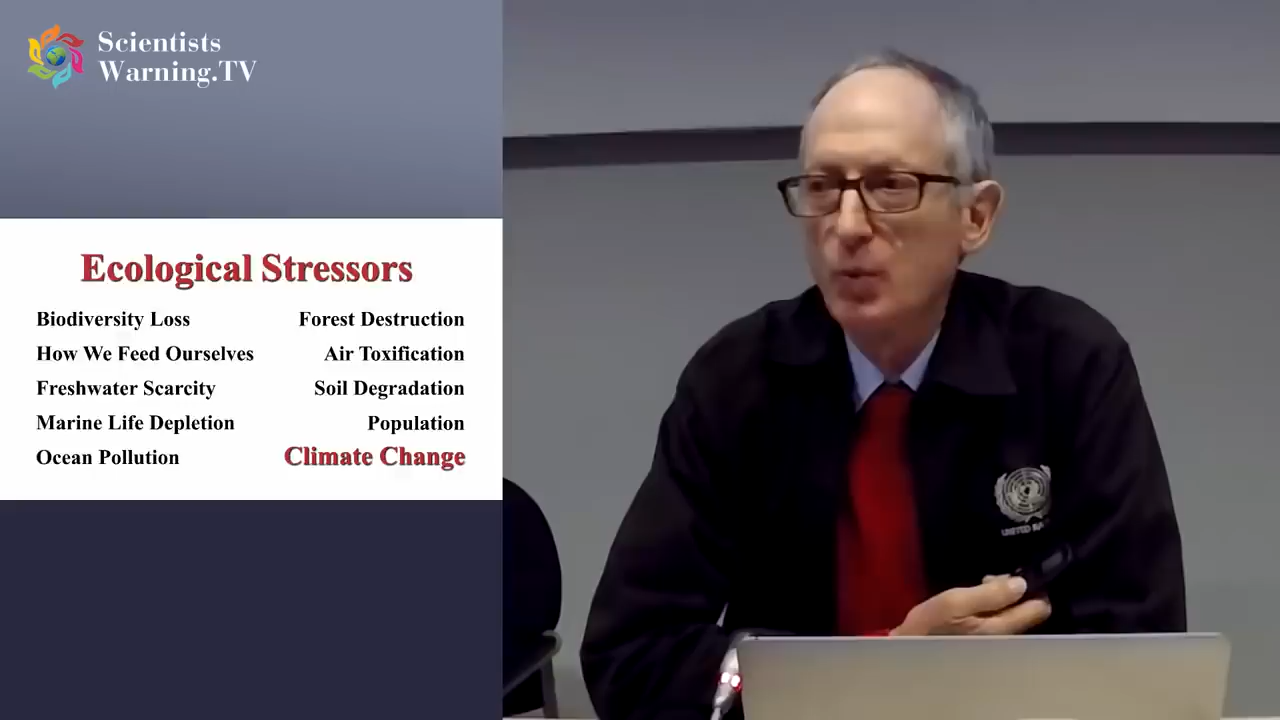 Scientists
Warning.TV
Ecological Stressors
Biodiversity Loss
How We Feed Ourselves
Freshwater Scarcity
Marine Life Depletion
Ocean Pollution
Forest Destruction
Air Toxification
Soil Degradation
Population
Climate Change
UNITED